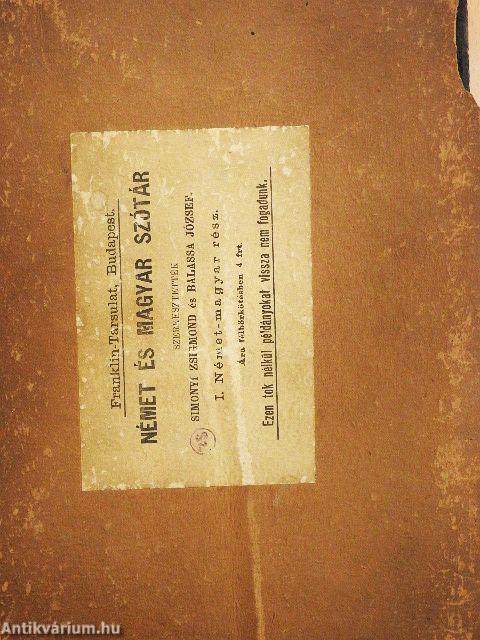 Franklin-Társulat, Budapest.
NÉMET ÉS MAGYAR SZÓTÁR
SZERKESZTETTÉK
SIMONYI ZSIGMOND és BALASSA JÓZSEF.
I. Német-magyar rész.
Ára félbőrkötésben 4 frt.
Ezen tok nélkül példányokat vissza nem fogadunk.
Antikvárium.hu